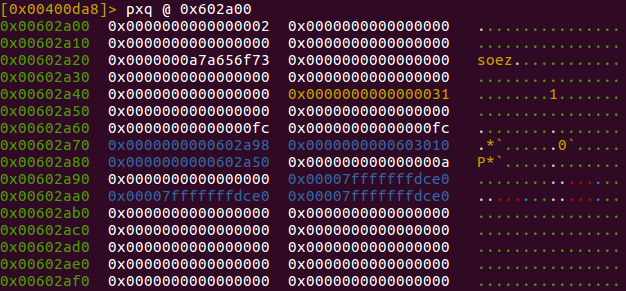 [0x00400da8]> pxq @ 0x602a00
0x00602a00  0x0000000000000002  0x0000000000000000  ................
0x00602a10  0x0000000000000000  0x0000000000000000  ................
0x00602a20  0x0000000a7a656f73  0x0000000000000000  soez............
0x00602a30  0x0000000000000000  0x0000000000000000  ................
0x00602a40  0x0000000000000000  0x0000000000000031  ........1.......
0x00602a50  0x0000000000000000  0x0000000000000000  ................
0x00602a60  0x00000000000000fc  0x00000000000000fc  ................
0x00602a70  0x0000000000602a98  0x0000000000603010  .*`......0`.....
0x00602a80  0x0000000000602a50  0x000000000000000a  P*`.............
0x00602a90  0x0000000000000000  0x00007fffffffdce0  ................
0x00602aa0  0x00007fffffffdce0  0x00007fffffffdce0  ................
0x00602ab0  0x0000000000000000  0x0000000000000000  ................
0x00602ac0  0x0000000000000000  0x0000000000000000  ................
0x00602ad0  0x0000000000000000  0x0000000000000000  ................
0x00602ae0  0x0000000000000000  0x0000000000000000  ................
0x00602af0  0x0000000000000000  0x0000000000000000  ................